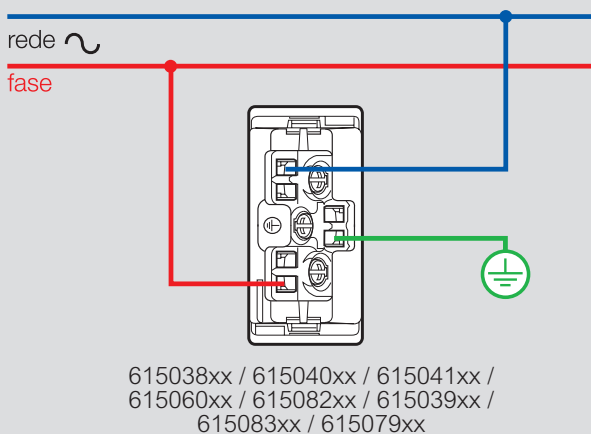 rede
fase
615038xx / 615040xx / 615041xx /
615060xx / 615082xx / 615039xx /
615083xx / 615079xx